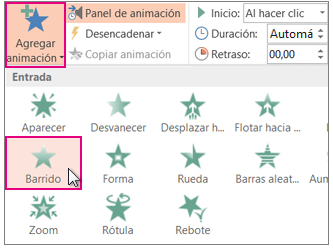 Agregar animación
Panel de animación
Desencadenar
Copiar animación
Inicio: Al hacer clic
Duración: Automá
Retraso: 00,00
Entrada
Aparecer Desvanecer Desplazar h... Flotar hacia ...
Barrido Forma Rueda Barras aleat... Aum
Zoom Rótula Rebote